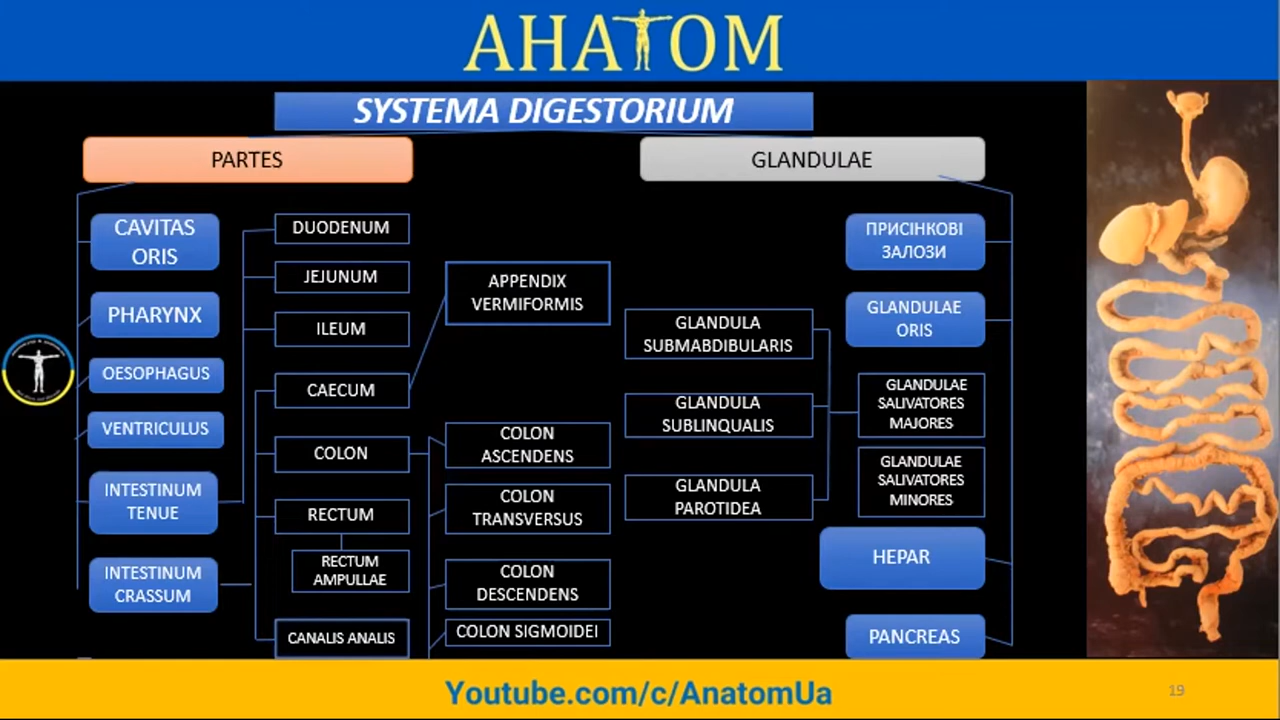 АНАТОМ
SYSTEMA DIGESTORIUM
PARTES
GLANDULAE
CAVITAS
ORIS
PHARYNX
OESOPHAGUS
VENTRICULUS
INTESTINUM
TENUE
INTESTINUM
CRASSUM
DUODENUM
JEJUNUM
ILEUM
CAECUM
COLON
RECTUM
RECTUM
AMPULLAE
CANALIS ANALIS
APPENDIX
VERMIFORMIS
COLON
ASCENDENS
COLON
TRANSVERSUS
COLON
DESCENDENS
COLON SIGMOIDEI
GLANDULA
SUBMABDIBULARIS
GLANDULA
SUBLINQUALIS
GLANDULA
PAROTIDEA
ПРИСІНКОВІ
ЗАЛОЗИ
GLANDULAE
ORIS
GLANDULAE
SALIVATORES
MAJORES
GLANDULAE
SALIVATORES
MINORES
HEPAR
PANCREAS
Youtube.com/c/AnatomUa
19